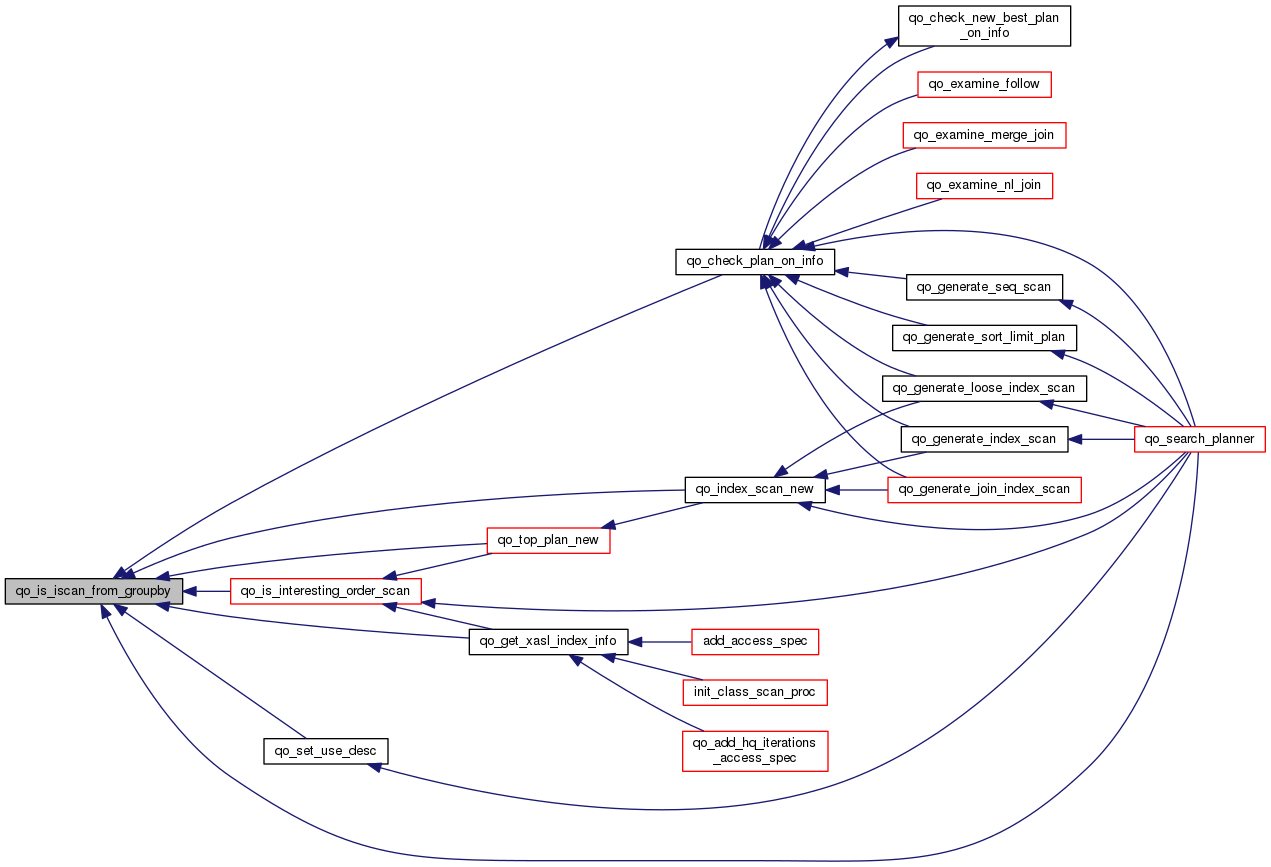 qo_check_new_best_plan
_on_info
qo_examine_follow
qo_examine_merge_join
qo_examine_nl_join
qo_check_plan_on_info
qo_generate_seq_scan
qo_generate_sort_limit_plan
qo_generate_loose_index_scan
qo_generate_index_scan
qo_search_planner
qo_index_scan_new
qo_generate_join_index_scan
qo_top_plan_new
qo_is_iscan_from_groupby
qo_is_interesting_order_scan
qo_get_xasl_index_info
add_access_spec
init_class_scan_proc
qo_set_use_desc
qo_add_hq_iterations
_access_spec